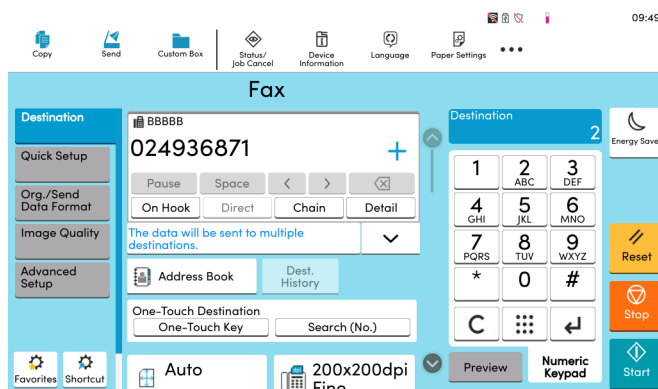 09:49
Copy
Send
Custom Box
Status/
Job Cancel
Device
Information
Language
Paper Settings
Fax
Destination
Quick Setup
Org./Send
Data Format
Image Quality
Advanced
Setup
Favorites
Shortcut
BBBBB
024936871
Pause
Space
On Hook
Direct
Chain
Detail
The data will be sent to multiple
destinations.
Address Book
Dest.
History
One-Touch Destination
One-Touch Key
Search (No.)
Auto
200x200dpi
Fine
Destination
2
1
2
ABC
3
DEF
4
GHI
5
JKL
6
MNO
7
PQRS
8
TUV
9
WXYZ
*
0
#
C
Preview
Numeric
Keypad
Energy Save
Reset
Stop
Start